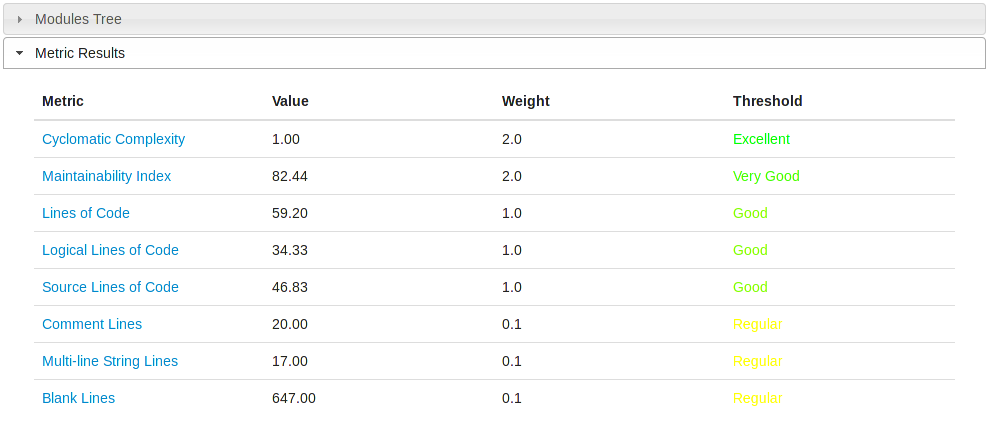 Modules Tree
Metric Results
Metric Value Weight Threshold
Cyclomatic Complexity 1.00 2.0 Excellent
Maintainability Index 82.44 2.0 Very Good
Lines of Code 59.20 1.0 Good
Logical Lines of Code 34.33 1.0 Good
Source Lines of Code 46.83 1.0 Good
Comment Lines 20.00 0.1 Regular
Multi-line String Lines 17.00 0.1 Regular
Blank Lines 647.00 0.1 Regular